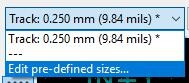 Track: 0.250 mm (9.84 mils) *
Track: 0.250 mm (9.84 mils) *
---
Edit pre-defined sizes...